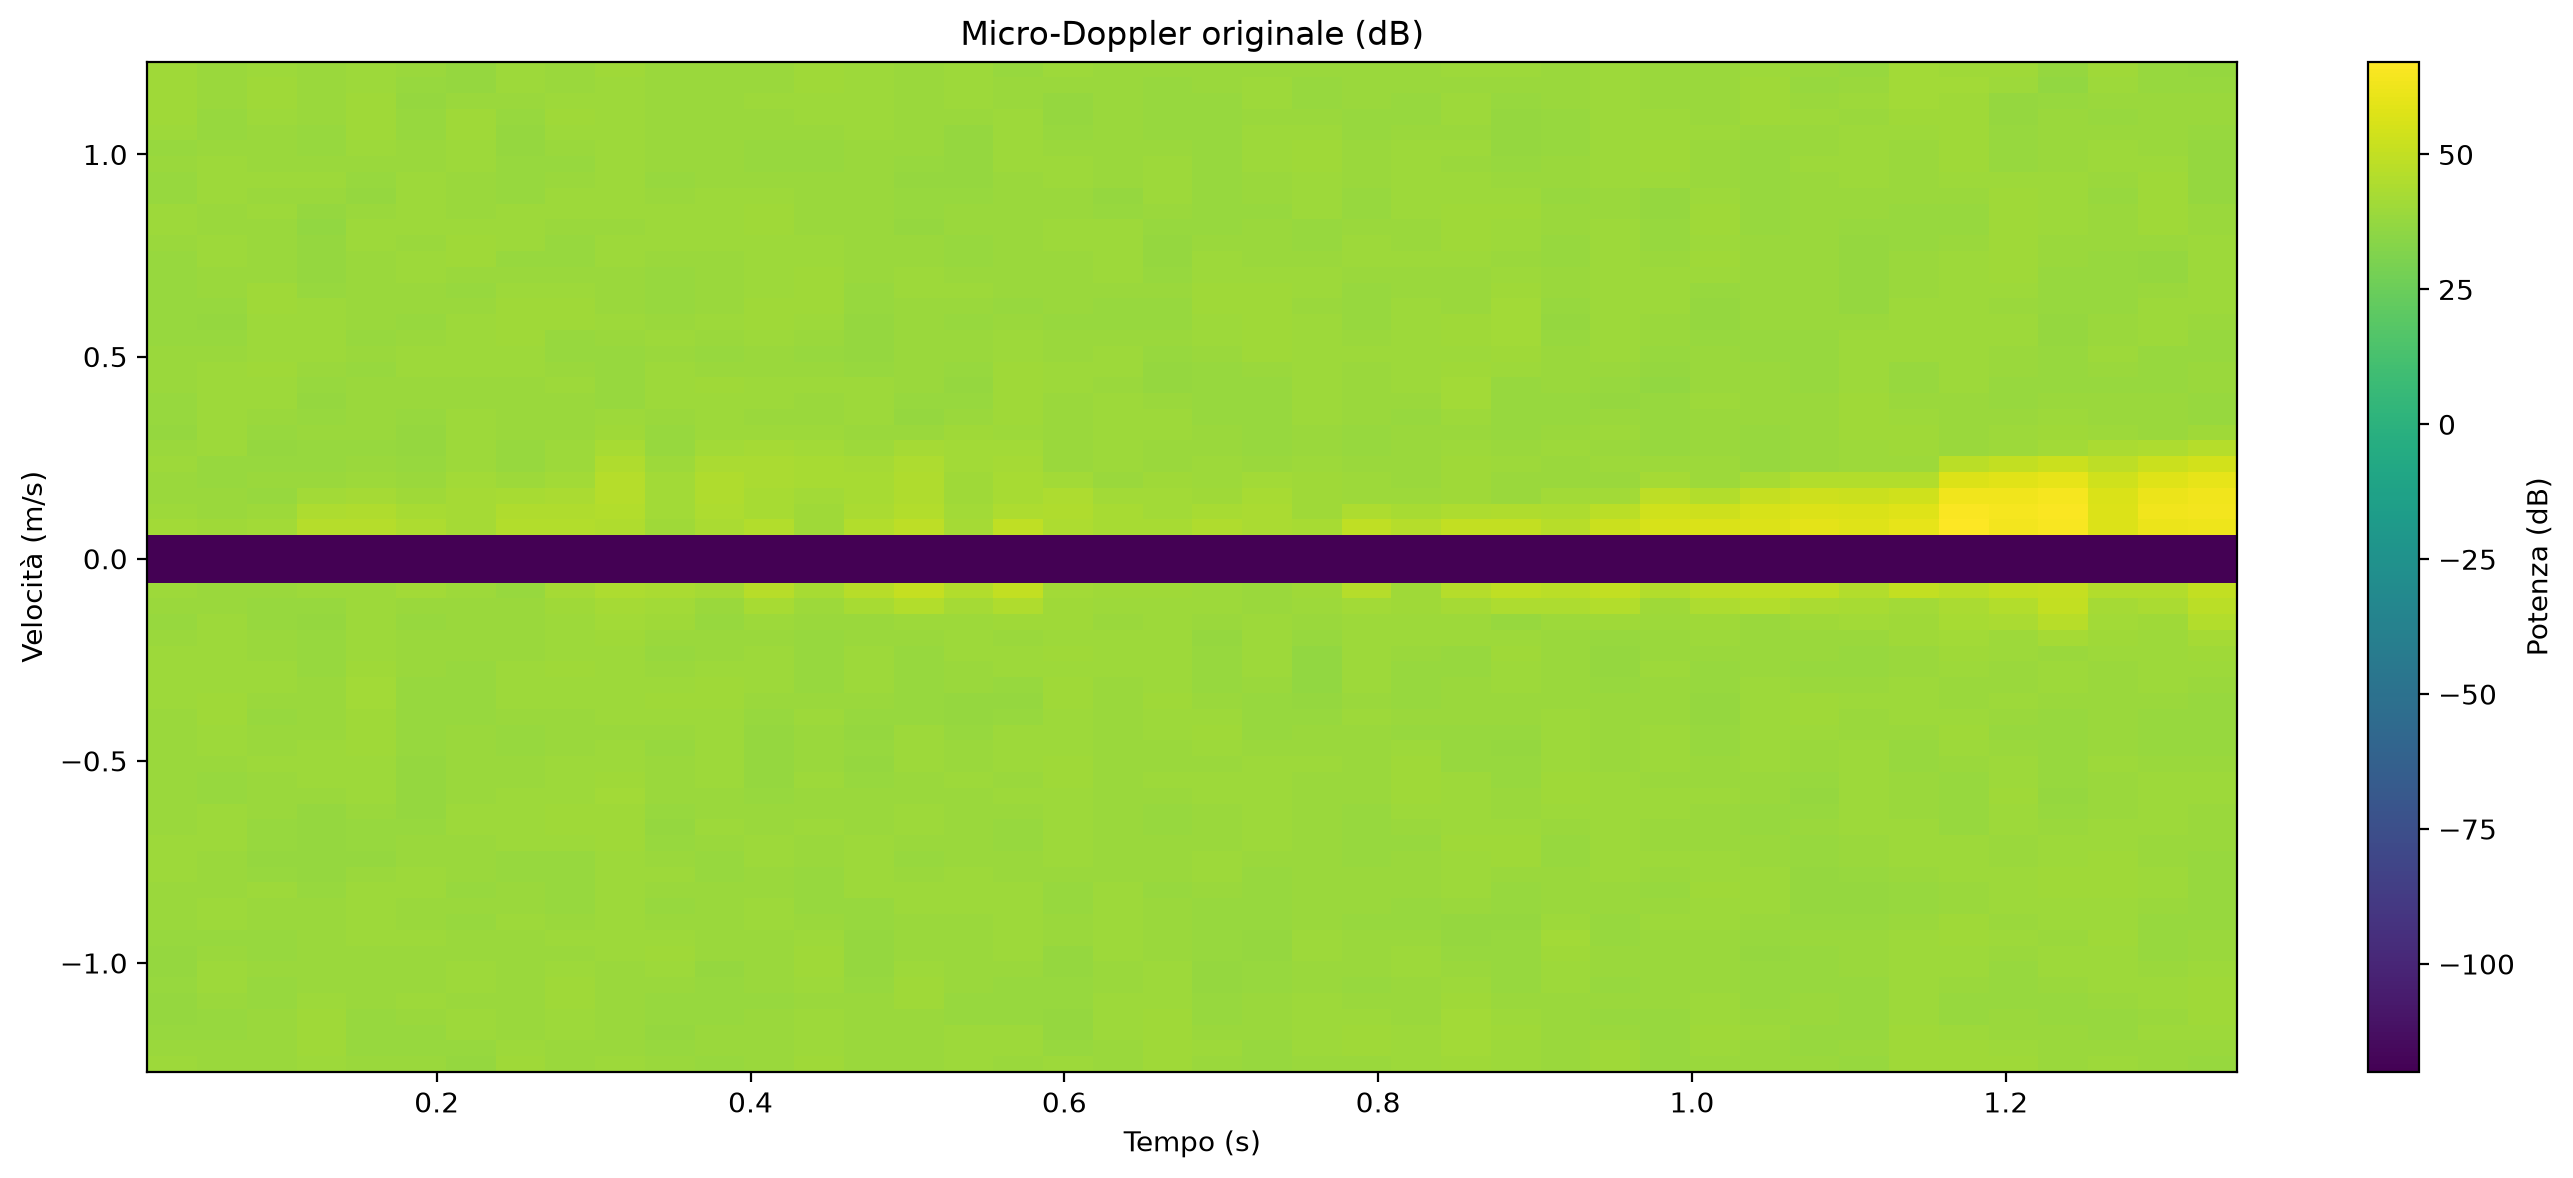 Micro-Doppler originale (dB)
1.0
0.5
0.0
−0.5
−1.0
Velocità (m/s)
0.2 0.4 0.6 0.8 1.0 1.2
Tempo (s)
50
25
0
−25
−50
−75
−100
Potenza (dB)